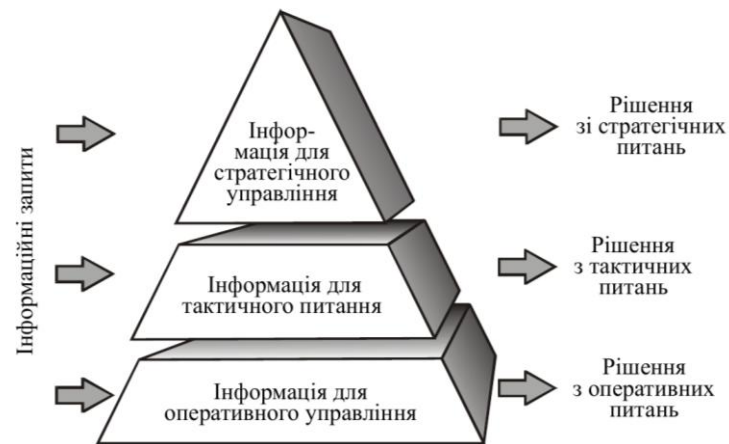 Інформаційні запити
Інфор-
мація для
стратегічного
управління
Рішення
зі стратегічних
питань
Інформація для
тактичного питання
Рішення
з тактичних
питань
Інформація для
оперативного управління
Рішення
з оперативних
питань